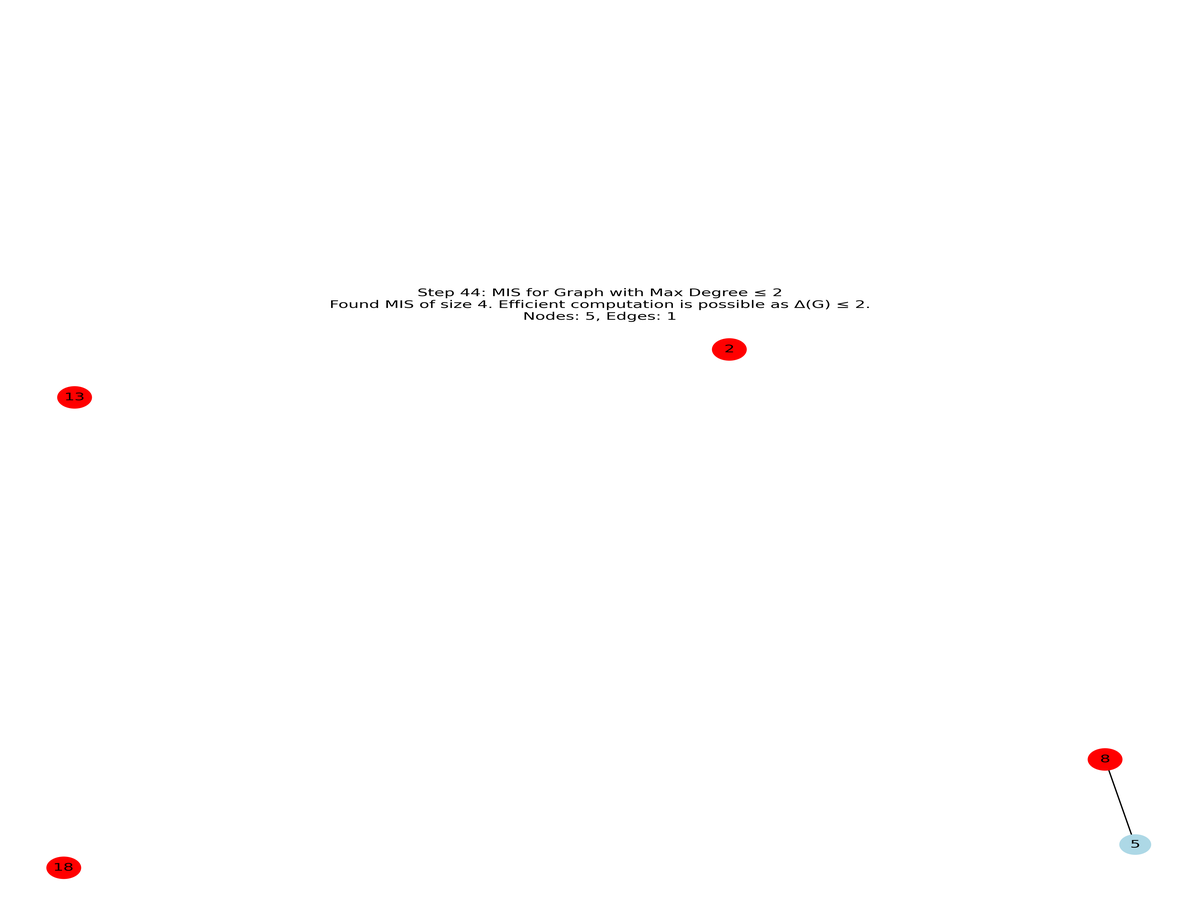 Step 44: MIS for Graph with Max Degree ≤ 2
Found MIS of size 4. Efficient computation is possible as Δ(G) ≤ 2.
Nodes: 5, Edges: 1
2
13
8
5
18